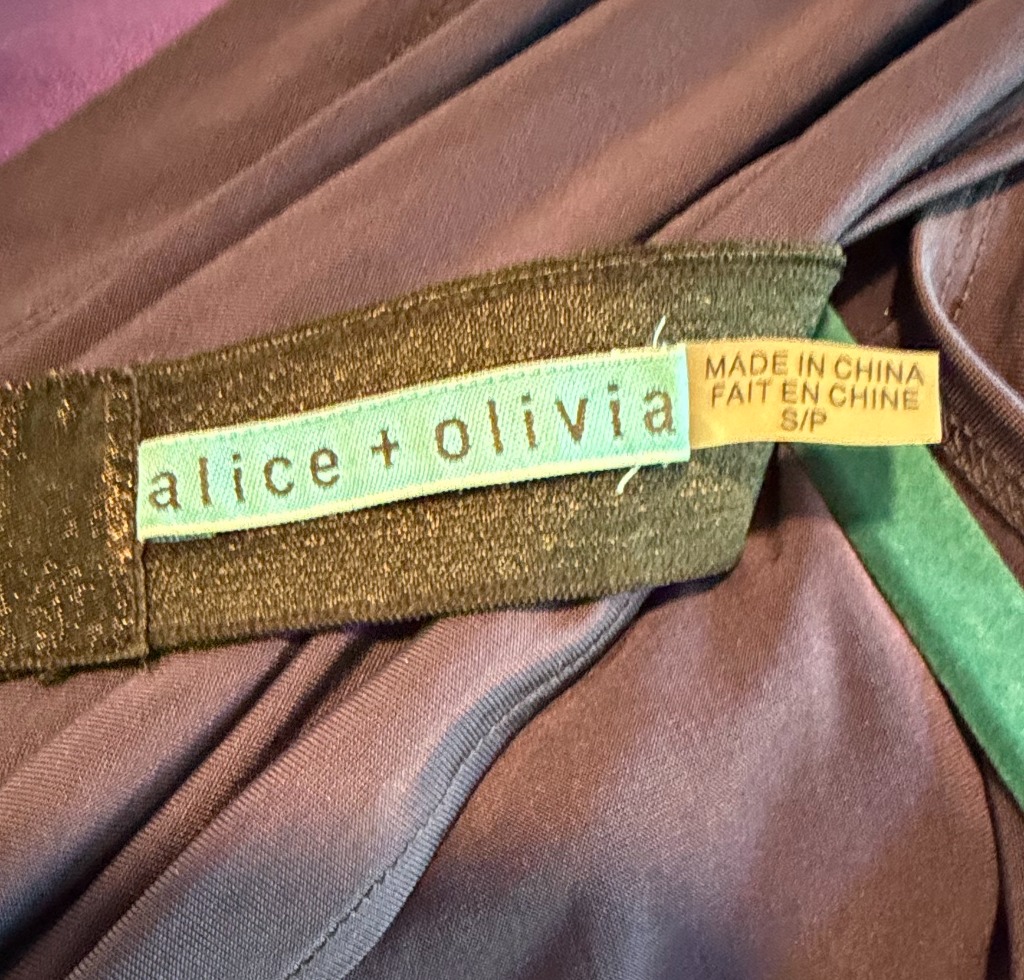 alice + olivia
MADE IN CHINA
FAIT EN CHINE
S/P